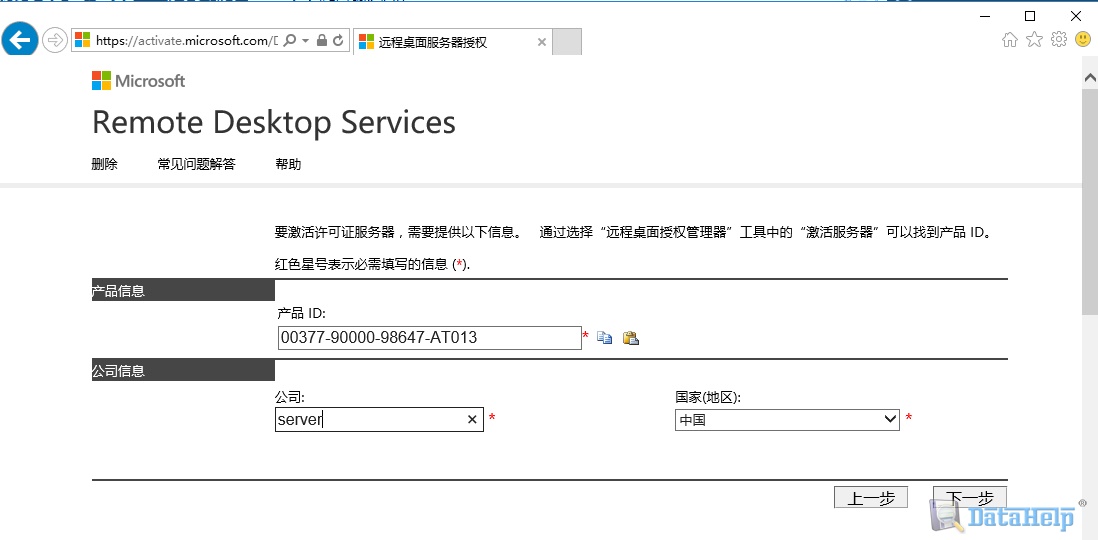 https://activate.microsoft.com/D
远程桌面服务器授权
Microsoft
Remote Desktop Services
删除 常见问题解答 帮助
要激活许可证服务器，需要提供以下信息。 通过选择“远程桌面授权管理器”工具中的“激活服务器”可以找到产品 ID。
红色星号表示必需填写的信息 (*).
产品信息
产品 ID:
00377-90000-98647-AT013 *
公司信息
公司: 国家(地区):
server * 中国 *
上一步 下一步
DataHelp ®